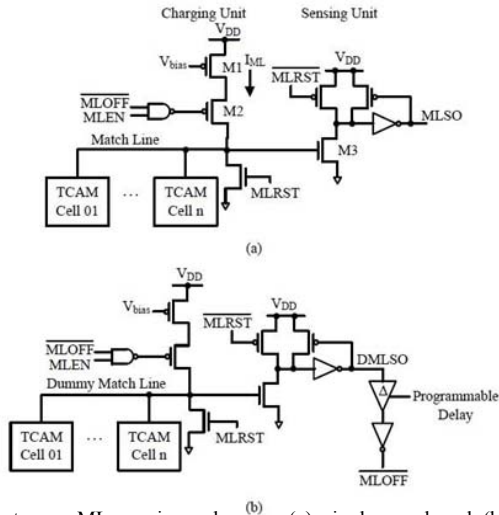 Charging Unit
Sensing Unit
(a)
VDD
VDD
Vbias
M1
IML
MLRST
MLOFF
MLEN
M2
MLSO
Match Line
M3
TCAM
Cell 01
...
TCAM
Cell n
MLRST
(a)
(b)
VDD
Vbias
VDD
MLRST
MLOFF
MLEN
DMLSO
Dummy Match Line
Δ
Programmable
Delay
TCAM
Cell 01
...
TCAM
Cell n
MLRST
MLOFF
(b)